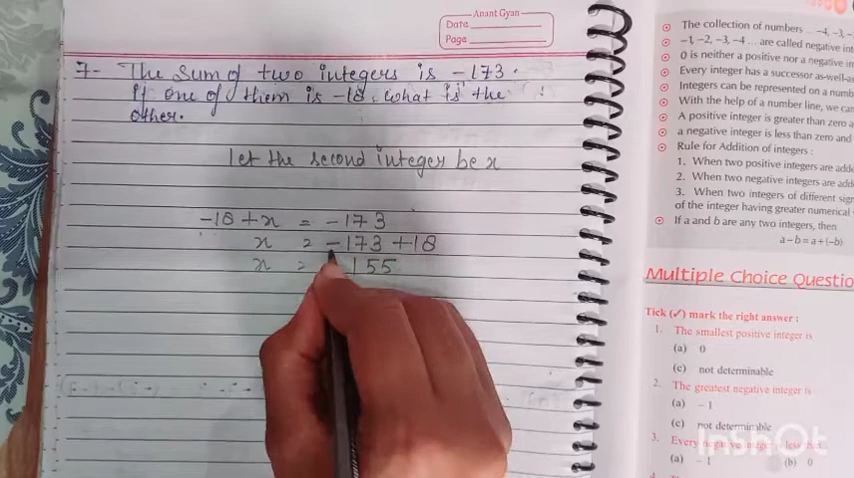 Anant Gyan
Date
Page
7- The sum of two integers is -173.
If one of them is -18, what is the
other.
let the second integer be x
-18 + x = -173
x = -173 + 18
x = 155
The collection of numbers ... -4, -3, -
-1, -2, -3, -4 ... are called negative int
0 is neither a positive nor a negative in
Every integer has a successor as-well-as
Integers can be represented on a numb
With the help of a number line, we can
A positive integer is greater than zero a
a negative integer is less than zero and
Rule for Addition of integers :
1. When two positive integers are adde
2. When two negative integers are adde
3. When two integers of different sign
of the integer having greater numerical
If a and b are any two integers, then
a – b = a + (–b)
Multiple Choice Questio
Tick (✓) mark the right answer :
1. The smallest positive integer is
(a) 0
(c) not determinable
2. The greatest negative integer is
(a) – 1
(c) not determinable
3. Every negative integer is less than
(a) – 1 (b) 0
InShOt